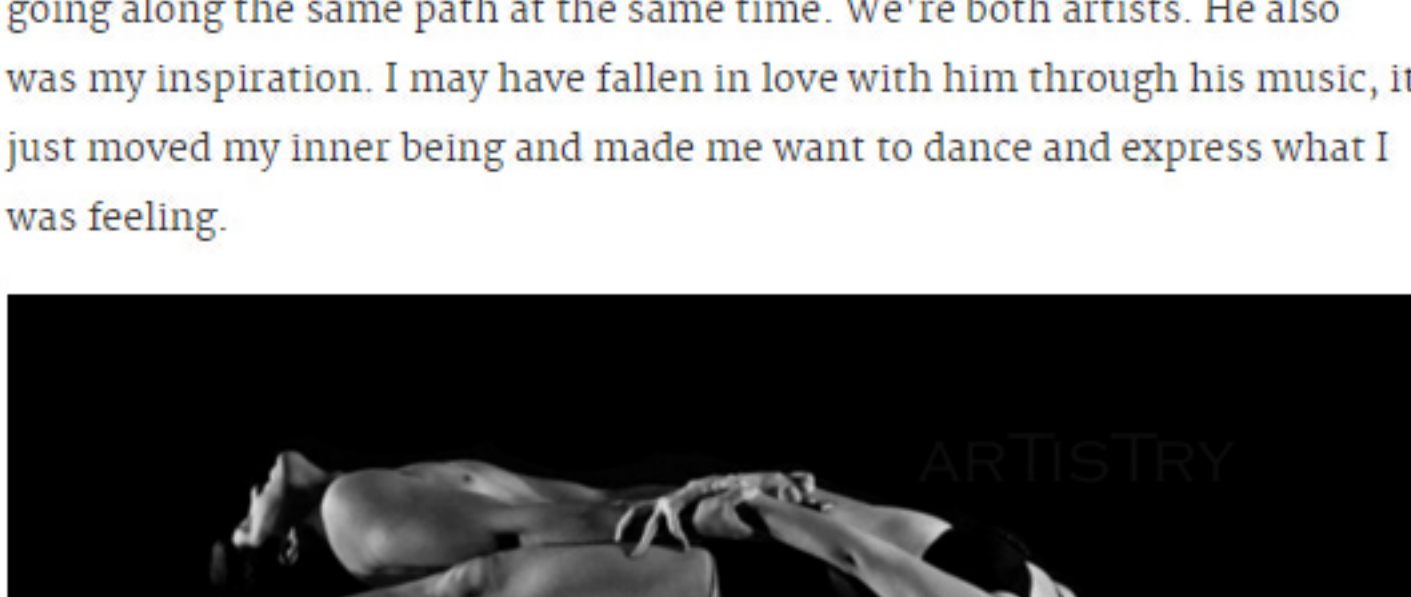 going along the same path at the same time. We're both artists. He also
was my inspiration. I may have fallen in love with him through his music, it
just moved my inner being and made me want to dance and express what I
was feeling.
ARTISTRY